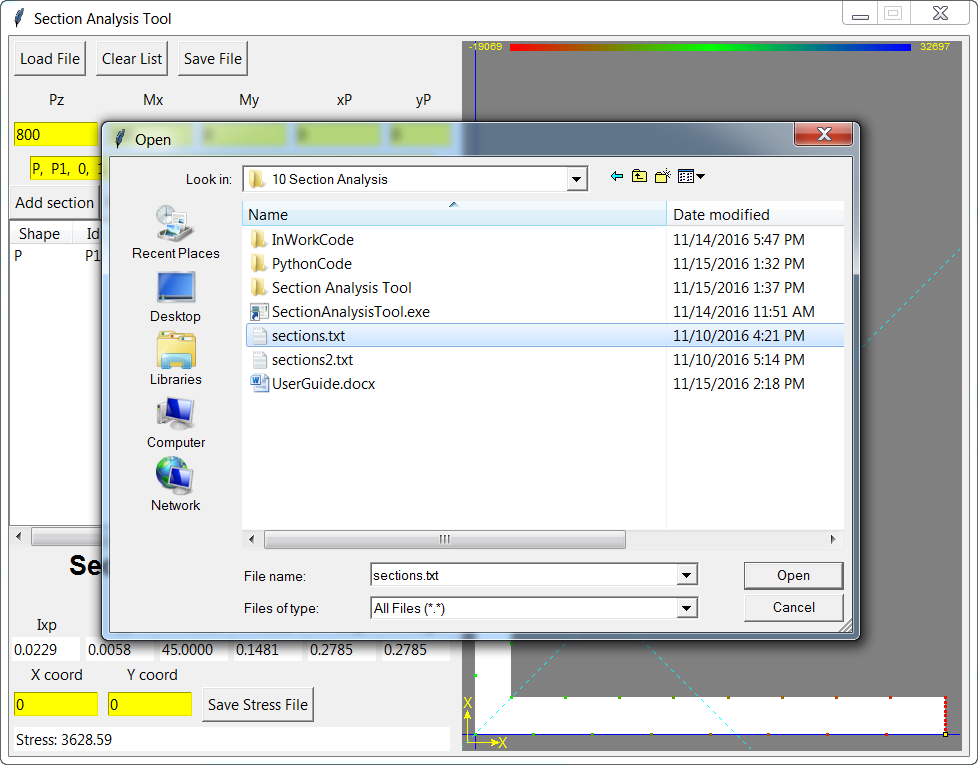 Section Analysis Tool
Load File Clear List Save File
-19069 32697
Pz Mx My xP yP
800
P, P1, 0, 1
Add section
Shape Id
P P1
Open
Look in: 10 Section Analysis
Recent Places
Desktop
Libraries
Computer
Network
Name Date modified
InWorkCode 11/14/2016 5:47 PM
PythonCode 11/15/2016 1:32 PM
Section Analysis Tool 11/15/2016 1:37 PM
SectionAnalysisTool.exe 11/14/2016 11:51 AM
sections.txt 11/10/2016 4:21 PM
sections2.txt 11/10/2016 5:14 PM
UserGuide.docx 11/15/2016 2:18 PM
File name: sections.txt Open
Files of type: All Files (*.*) Cancel
Se
Ixp
0.0229 0.0058 45.0000 0.1481 0.2785 0.2785
X coord Y coord
0 0 Save Stress File
Stress: 3628.59
X
X